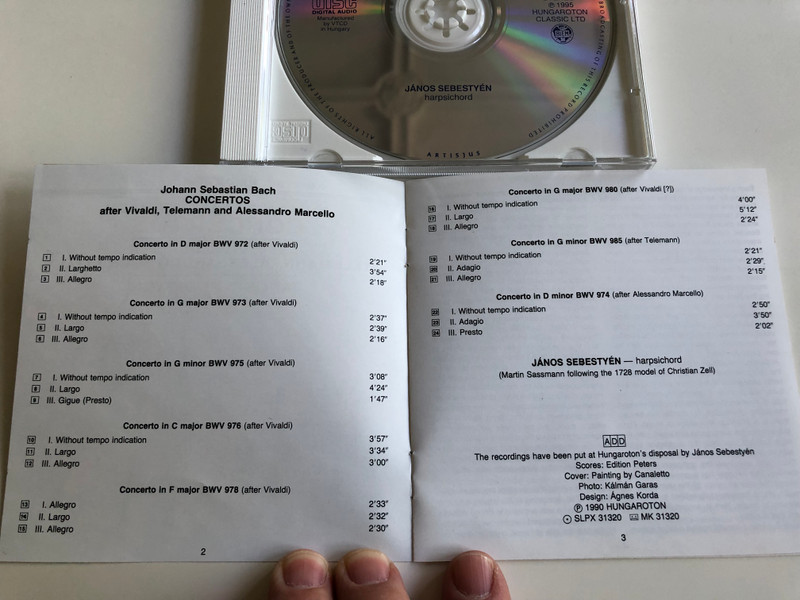 DISC
DIGITAL AUDIO
Manufactured
by VTCD
in Hungary
℗ 1995
HUNGAROTON
CLASSIC LTD
JÁNOS SEBESTYÉN
harpsichord
ALL RIGHTS OF THE PRODUCER AND
BROADCASTING OF THIS RECORD PROHIBITED
disc
Johann Sebastian Bach
CONCERTOS
after Vivaldi, Telemann and Alessandro Marcello
Concerto in D major BWV 972 (after Vivaldi)
1 I. Without tempo indication 2'21"
2 II. Larghetto 3'54"
3 III. Allegro 2'18"
Concerto in G major BWV 973 (after Vivaldi)
4 I. Without tempo indication 2'37"
5 II. Largo 2'39"
6 III. Allegro 2'16"
Concerto in G minor BWV 975 (after Vivaldi)
7 I. Without tempo indication 3'08"
8 II. Largo 4'24"
9 III. Gigue (Presto) 1'47"
Concerto in C major BWV 976 (after Vivaldi)
10 I. Without tempo indication 3'57"
11 II. Largo 3'34"
12 III. Allegro 3'00"
Concerto in F major BWV 978 (after Vivaldi)
13 I. Allegro 2'33"
14 II. Largo 2'32"
15 III. Allegro 2'30"
2
Concerto in G major BWV 980 (after Vivaldi [?])
16 I. Without tempo indication 4'00"
17 II. Largo 5'12"
18 III. Allegro 2'24"
Concerto in G minor BWV 985 (after Telemann)
19 I. Without tempo indication 2'21"
20 II. Adagio 2'29"
21 III. Allegro 2'15"
Concerto in D minor BWV 974 (after Alessandro Marcello)
22 I. Without tempo indication 2'50"
23 II. Adagio 3'50"
24 III. Presto 2'02"
JÁNOS SEBESTYÉN — harpsichord
(Martin Sassmann following the 1728 model of Christian Zell)
ADD
The recordings have been put at Hungaroton's disposal by János Sebestyén
Scores: Edition Peters
Cover: Painting by Canaletto
Photo: Kálmán Garas
Design: Ágnes Korda
℗ 1990 HUNGAROTON
SLPX 31320 MK 31320
3